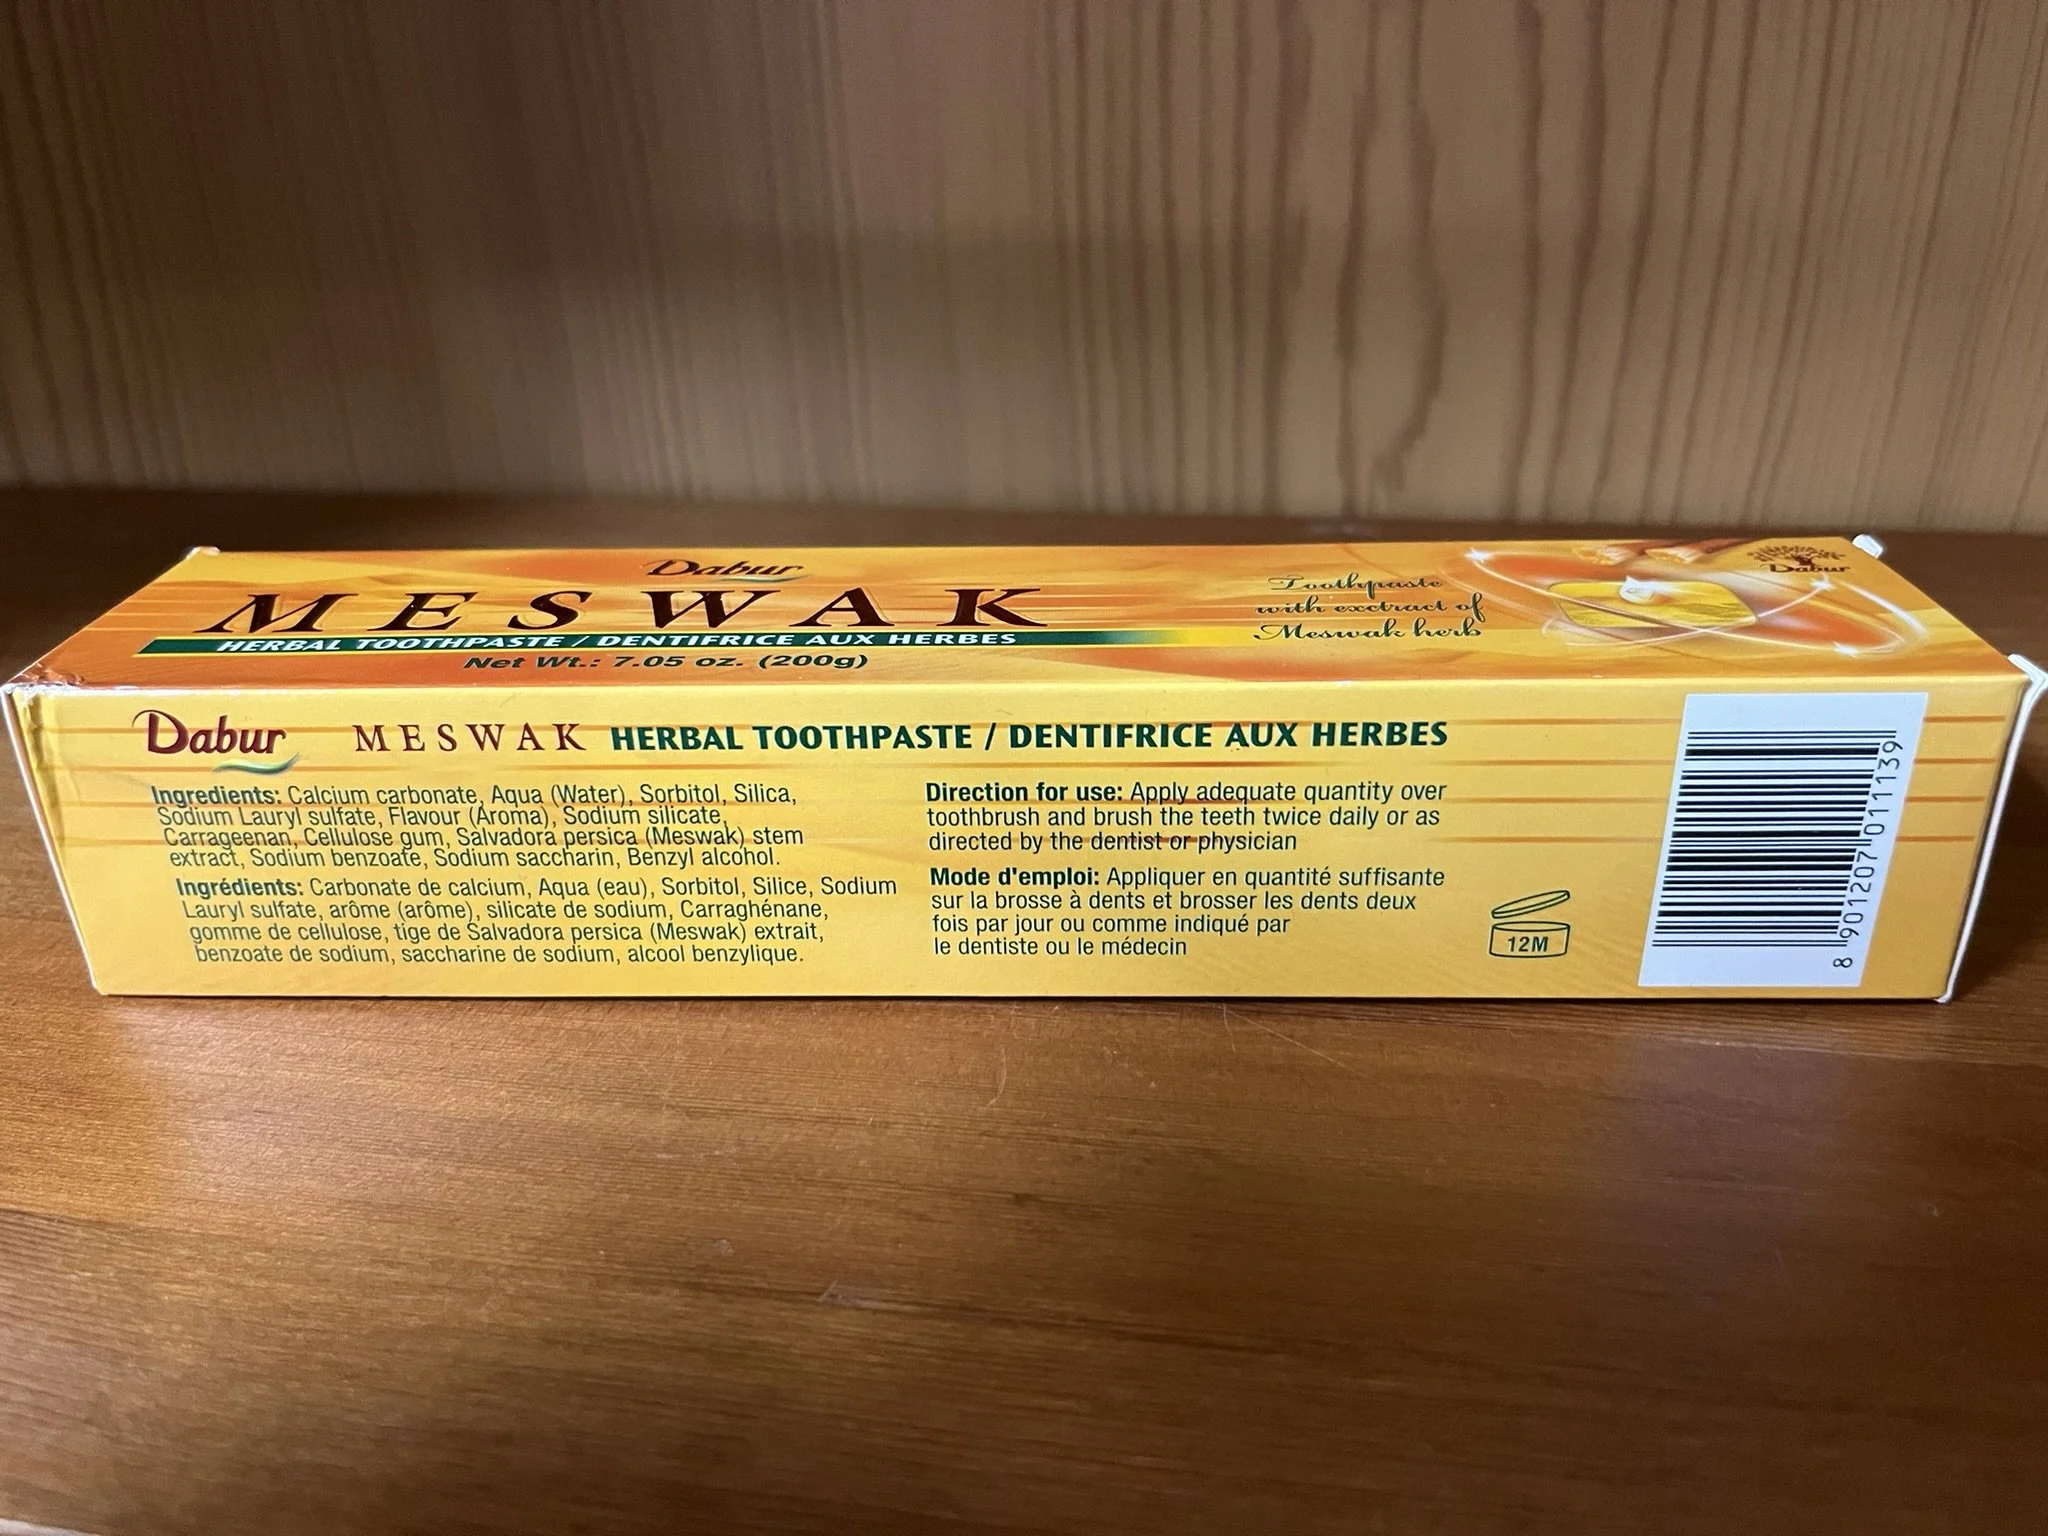 Dabur
MESWAK
HERBAL TOOTHPASTE / DENTIFRICE AUX HERBES
Net Wt.: 7.05 oz. (200g)
Toothpaste
with exctract of
Meswak herb
Dabur
Dabur MESWAK HERBAL TOOTHPASTE / DENTIFRICE AUX HERBES
Ingredients: Calcium carbonate, Aqua (Water), Sorbitol, Silica,
Sodium Lauryl sulfate, Flavour (Aroma), Sodium silicate,
Carrageenan, Cellulose gum, Salvadora persica (Meswak) stem
extract, Sodium benzoate, Sodium saccharin, Benzyl alcohol.
Ingrédients: Carbonate de calcium, Aqua (eau), Sorbitol, Silice, Sodium
Lauryl sulfate, arôme (arôme), silicate de sodium, Carraghénane,
gomme de cellulose, tige de Salvadora persica (Meswak) extrait,
benzoate de sodium, saccharine de sodium, alcool benzylique.
Direction for use: Apply adequate quantity over
toothbrush and brush the teeth twice daily or as
directed by the dentist or physician
Mode d'emploi: Appliquer en quantité suffisante
sur la brosse à dents et brosser les dents deux
fois par jour ou comme indiqué par
le dentiste ou le médecin
12M
8 901207 011139